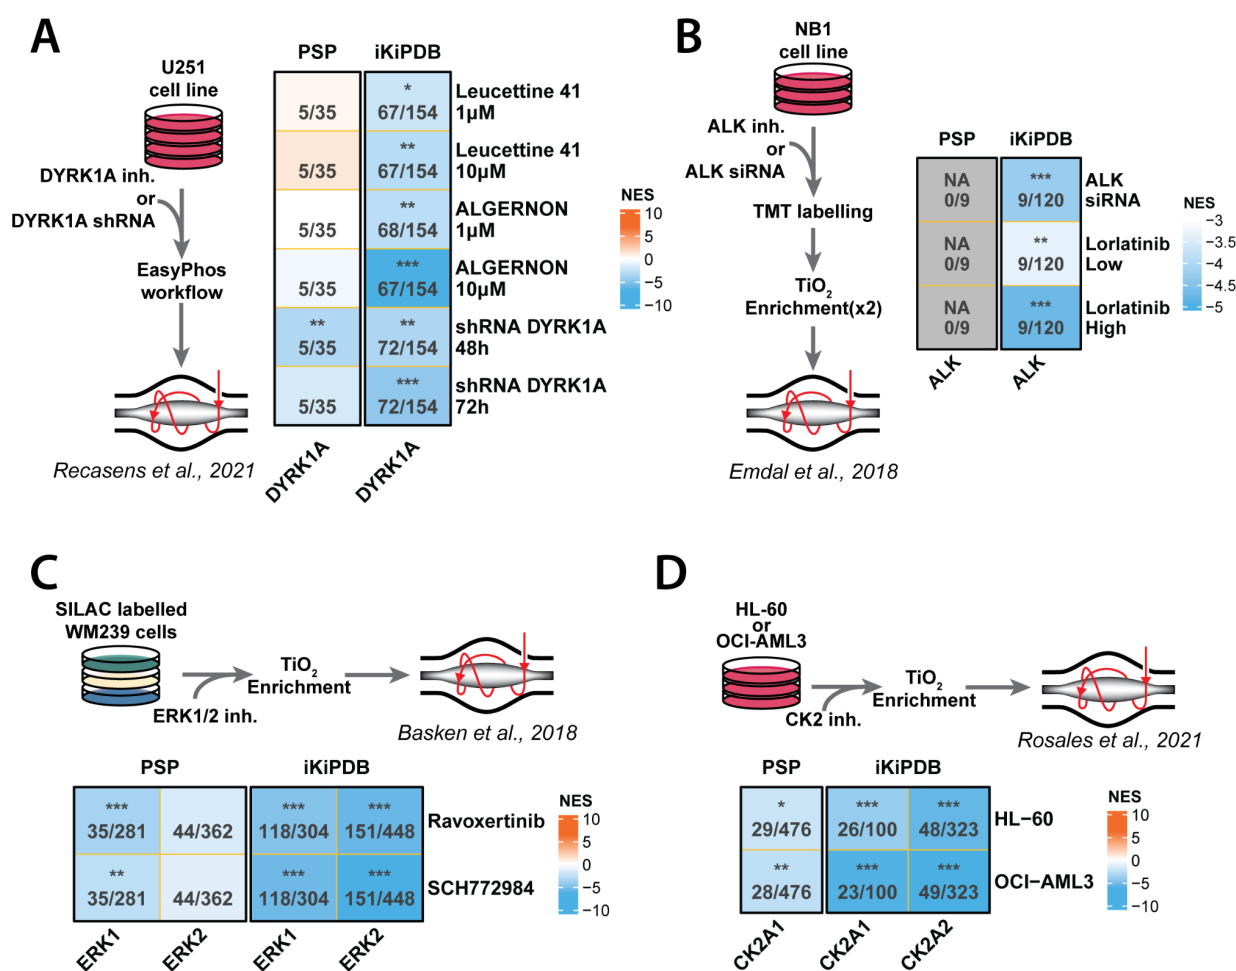 A
U251
cell line
DYRK1A inh.
or
DYRK1A shRNA
EasyPhos
workflow
Recasens et al., 2021
PSP iKiPDB
* Leucettine 41
5/35 67/154 1μM
** Leucettine 41
5/35 67/154 10μM
** ALGERNON
5/35 68/154 1μM
*** ALGERNON
5/35 67/154 10μM
** ** shRNA DYRK1A
5/35 72/154 48h
*** shRNA DYRK1A
5/35 72/154 72h
DYRK1A DYRK1A
NES
10
5
0
−5
−10
B
NB1
cell line
ALK inh.
or
ALK siRNA
TMT labelling
TiO2
Enrichment(x2)
Emdal et al., 2018
PSP iKiPDB
NA *** ALK
0/9 9/120 siRNA
NA ** Lorlatinib
0/9 9/120 Low
NA *** Lorlatinib
0/9 9/120 High
ALK ALK
NES
−3
−3.5
−4
−4.5
−5
C
SILAC labelled
WM239 cells
ERK1/2 inh.
TiO2
Enrichment
Basken et al., 2018
PSP iKiPDB
*** *** ***
35/281 44/362 118/304 151/448 Ravoxertinib
** *** ***
35/281 44/362 118/304 151/448 SCH772984
ERK1 ERK2 ERK1 ERK2
NES
10
5
0
−5
−10
D
HL-60
or
OCI-AML3
CK2 inh.
TiO2
Enrichment
Rosales et al., 2021
PSP iKiPDB
* *** ***
29/476 26/100 48/323 HL−60
** *** ***
28/476 23/100 49/323 OCI−AML3
CK2A1 CK2A1 CK2A2
NES
10
5
0
−5
−10